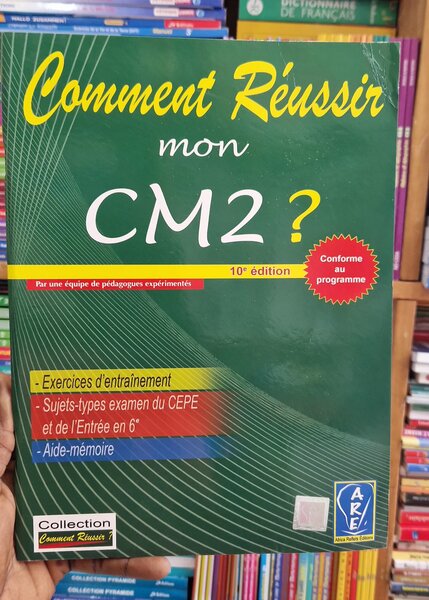 DICTIONNAIRE
DE FRANÇAIS
Comment Réussir
mon
CM2 ?
10e édition
Conforme
au
programme
Par une équipe de pédagogues expérimentés
- Exercices d'entraînement
- Sujets-types examen du CEPE
et de l'Entrée en 6e
- Aide-mémoire
Collection
Comment Réussir ?
ARE
Africa Reflets Editions
COLLECTION PYRAMIDE
COLLECTION PYRAMIDE